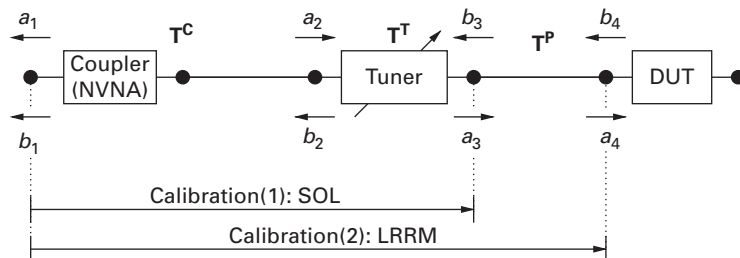 a1 T^C a2 T^T b3 T^P b4
Coupler
(NVNA)
Tuner
DUT
b1 b2 a3 a4
Calibration(1): SOL
Calibration(2): LRRM